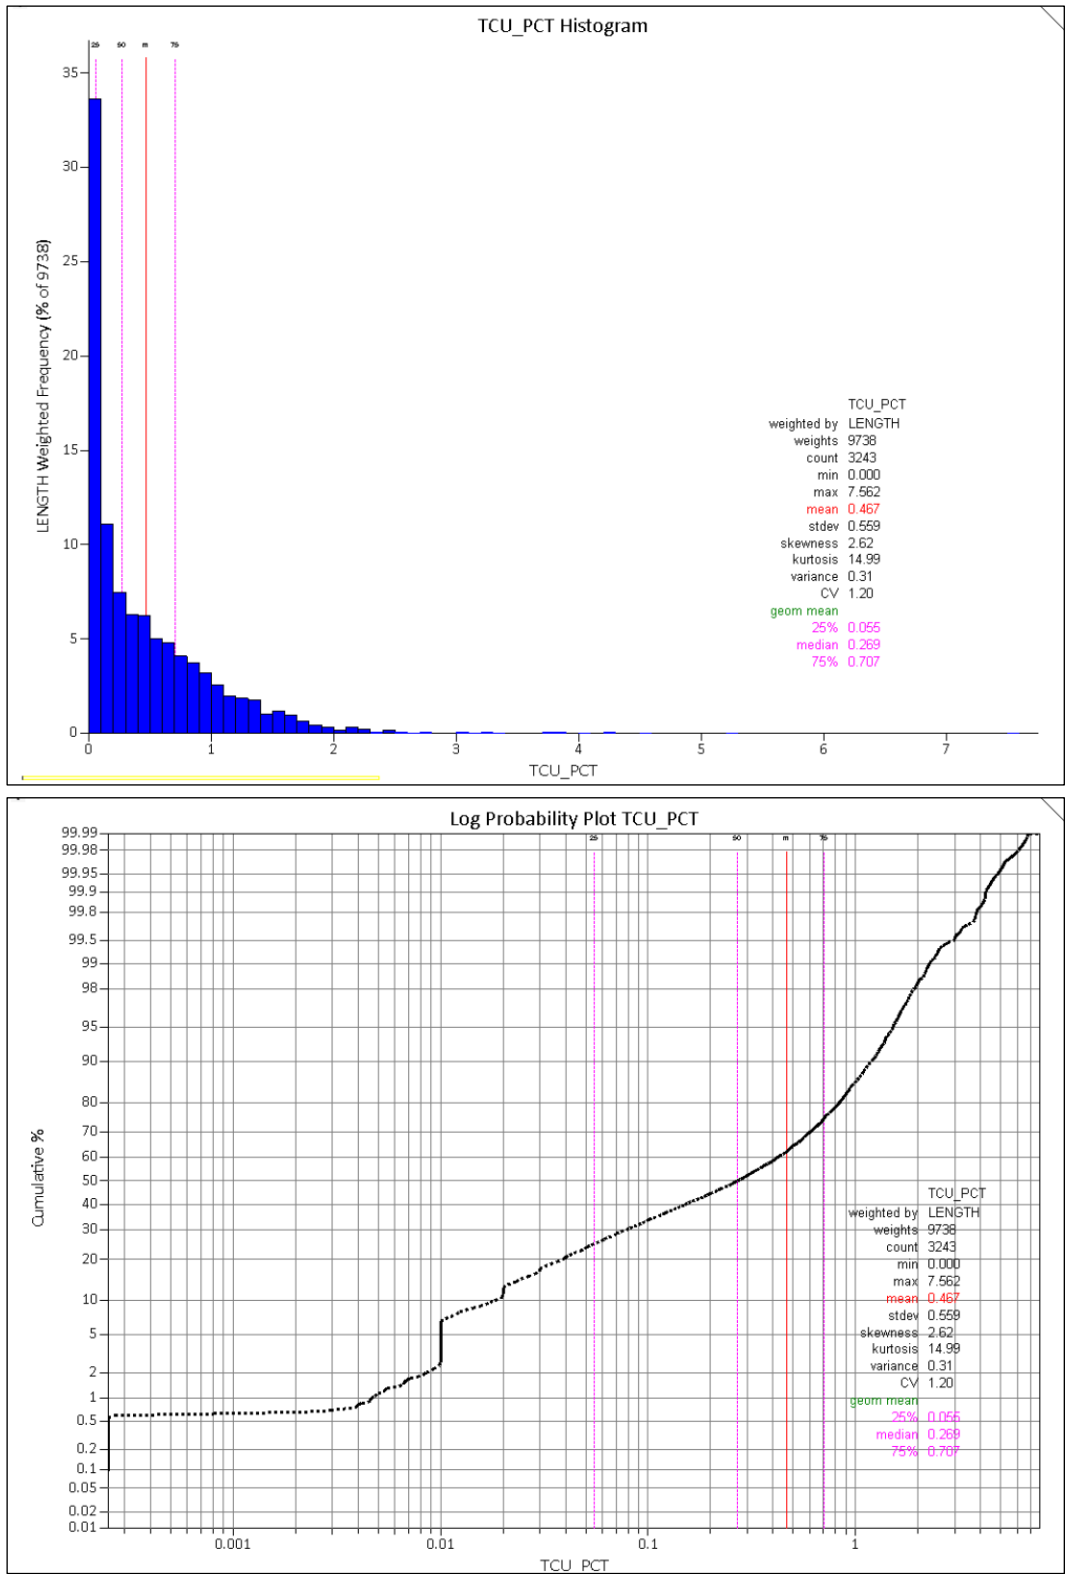 TCU_PCT Histogram
25 50 m 75
35
30
25
20
15
10
5
0
LENGTH Weighted Frequency (% of 9738)
TCU_PCT
weighted by LENGTH
weights 9738
count 3243
min 0.000
max 7.562
mean 0.467
stdev 0.559
skewness 2.62
kurtosis 14.99
variance 0.31
CV 1.20
geom mean
25% 0.055
median 0.269
75% 0.707
0 1 2 3 4 5 6 7
TCU_PCT
Log Probability Plot TCU_PCT
25 50 m 75
99.99
99.98
99.95
99.9
99.8
99.5
99
98
95
90
80
70
60
50
40
30
20
10
5
2
1
0.5
0.2
0.1
0.05
0.02
0.01
Cumulative %
TCU_PCT
weighted by LENGTH
weights 9738
count 3243
min 0.000
max 7.562
mean 0.467
stdev 0.559
skewness 2.62
kurtosis 14.99
variance 0.31
CV 1.20
geom mean
25% 0.055
median 0.269
75% 0.707
0.001 0.01 0.1 1
TCU_PCT